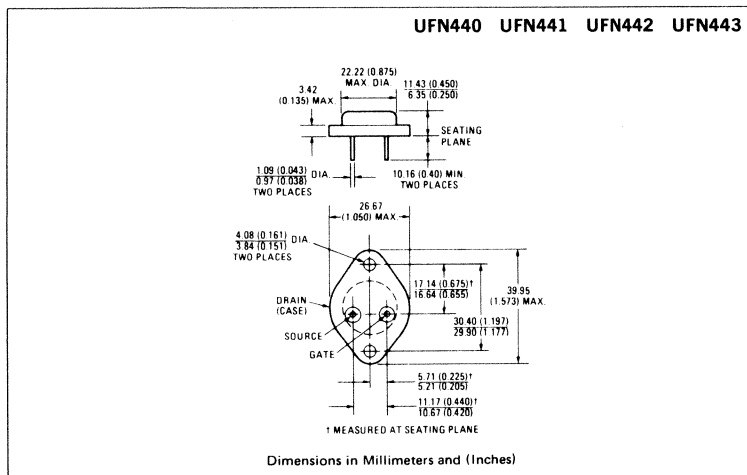 UFN440 UFN441 UFN442 UFN443
22.22 (0.875)
MAX. DIA.
3.42
(0.135) MAX.
11.43 (0.450)
6.35 (0.250)
SEATING
PLANE
1.09 (0.043)
0.97 (0.038)
DIA.
TWO PLACES
10.16 (0.40) MIN.
TWO PLACES
26.67
(1.050) MAX.
4.08 (0.161)
3.84 (0.151)
DIA.
TWO PLACES
17.14 (0.675)†
16.64 (0.655)
39.95
(1.573) MAX.
DRAIN
(CASE)
30.40 (1.197)
29.90 (1.177)
SOURCE
GATE
5.71 (0.225)†
5.21 (0.205)
11.17 (0.440)†
10.67 (0.420)
† MEASURED AT SEATING PLANE
Dimensions in Millimeters and (Inches)